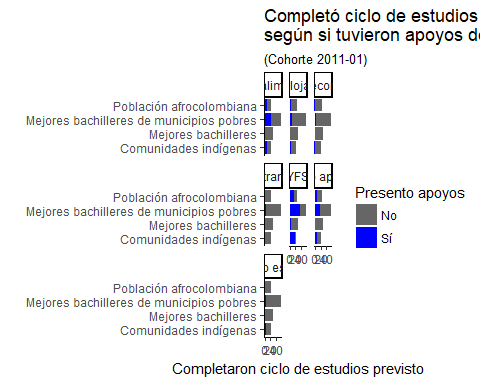 Completó ciclo de estudios
según si tuvieron apoyos de
(Cohorte 2011-01)
Población afrocolombiana
Mejores bachilleres de municipios pobres
Mejores bachilleres
Comunidades indígenas
Población afrocolombiana
Mejores bachilleres de municipios pobres
Mejores bachilleres
Comunidades indígenas
Presento apoyos
No
Sí
Población afrocolombiana
Mejores bachilleres de municipios pobres
Mejores bachilleres
Comunidades indígenas
Completaron ciclo de estudios previsto